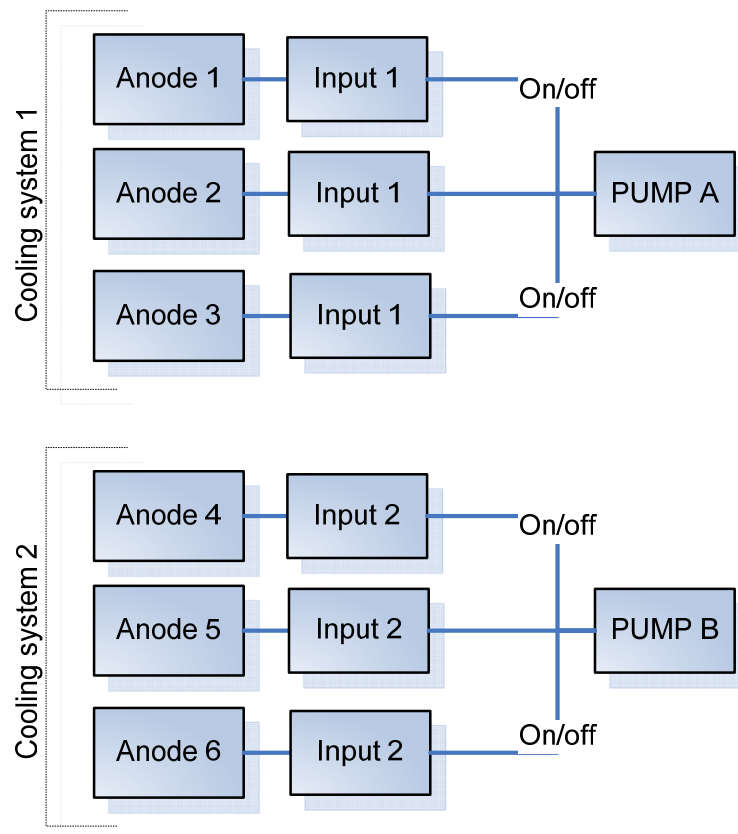 Cooling system 1
Anode 1
Input 1
On/off
Anode 2
Input 1
PUMP A
Anode 3
Input 1
On/off
Cooling system 2
Anode 4
Input 2
On/off
Anode 5
Input 2
PUMP B
Anode 6
Input 2
On/off